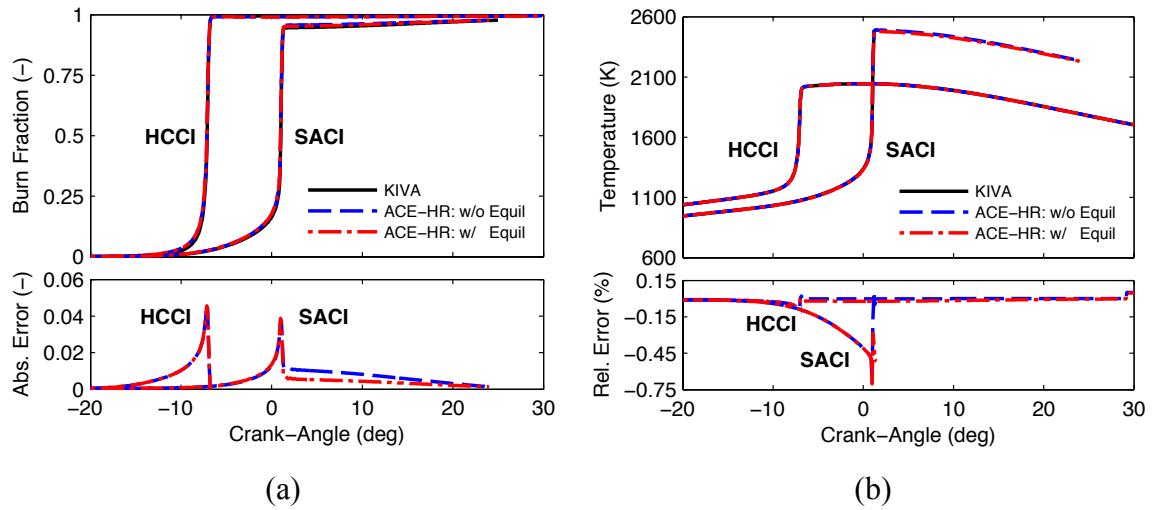 1
0.75
0.5
0.25
0
Burn Fraction (−)
HCCI
SACI
KIVA
ACE−HR: w/o Equil
ACE−HR: w/ Equil
0.06
0.04
0.02
0
Abs. Error (−)
HCCI
SACI
−20 −10 0 10 20 30
Crank−Angle (deg)
(a)
2600
2100
1600
1100
600
Temperature (K)
HCCI
SACI
KIVA
ACE−HR: w/o Equil
ACE−HR: w/ Equil
0.15
−0.15
−0.45
−0.75
Rel. Error (%)
HCCI
SACI
−20 −10 0 10 20 30
Crank−Angle (deg)
(b)